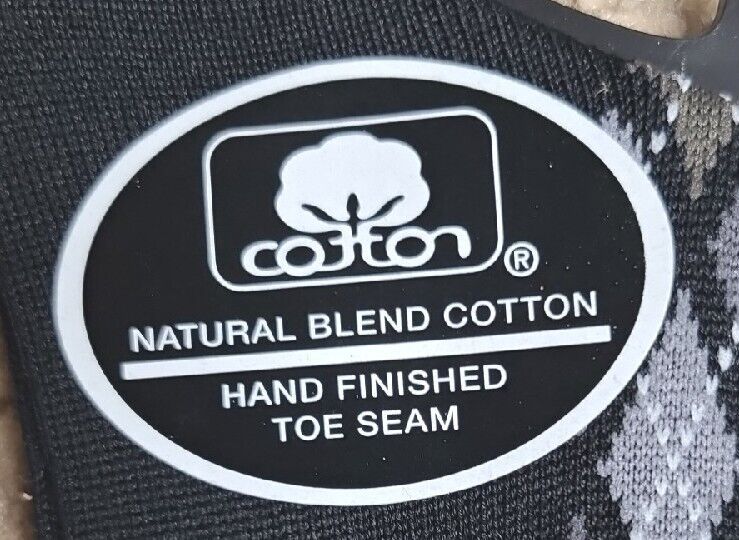 cotton
®
NATURAL BLEND COTTON
HAND FINISHED
TOE SEAM